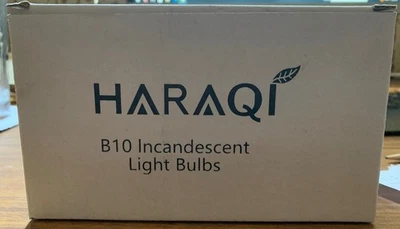 HARAQI
B10 Incandescent
Light Bulbs